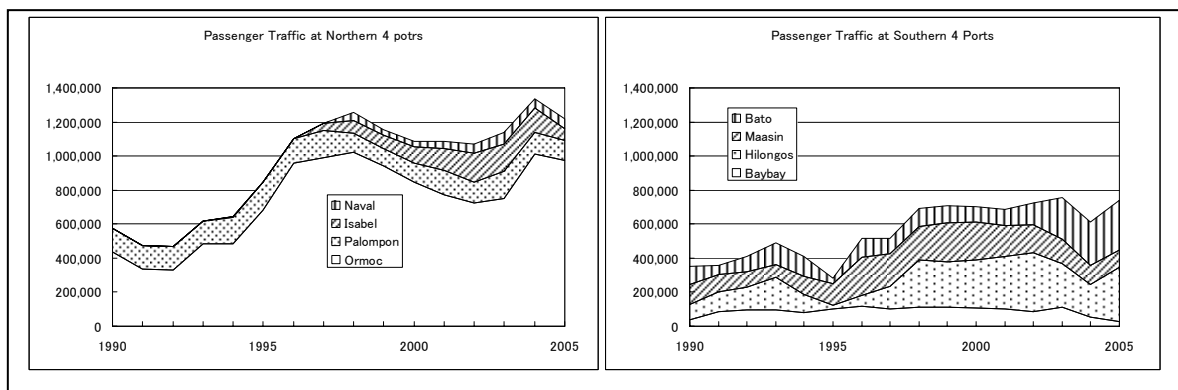 Passenger Traffic at Northern 4 potrs
1,400,000
1,200,000
1,000,000
800,000
600,000
400,000
200,000
0
1990
1995
2000
2005
Naval
Isabel
Palompon
Ormoc
Passenger Traffic at Southern 4 Ports
1,400,000
1,200,000
1,000,000
800,000
600,000
400,000
200,000
0
1990
1995
2000
2005
Bato
Maasin
Hilongos
Baybay